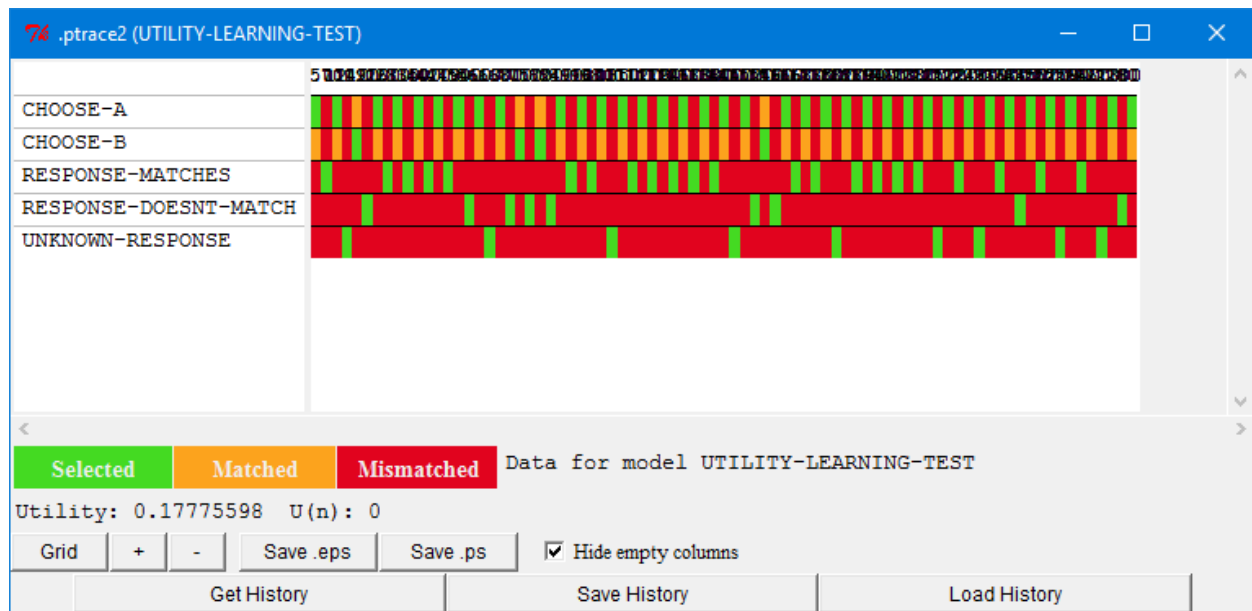 .ptrace2 (UTILITY-LEARNING-TEST)
CHOOSE-A
CHOOSE-B
RESPONSE-MATCHES
RESPONSE-DOESNT-MATCH
UNKNOWN-RESPONSE
Selected Matched Mismatched Data for model UTILITY-LEARNING-TEST
Utility: 0.17775598 U(n): 0
Grid + - Save .eps Save .ps Hide empty columns
Get History Save History Load History